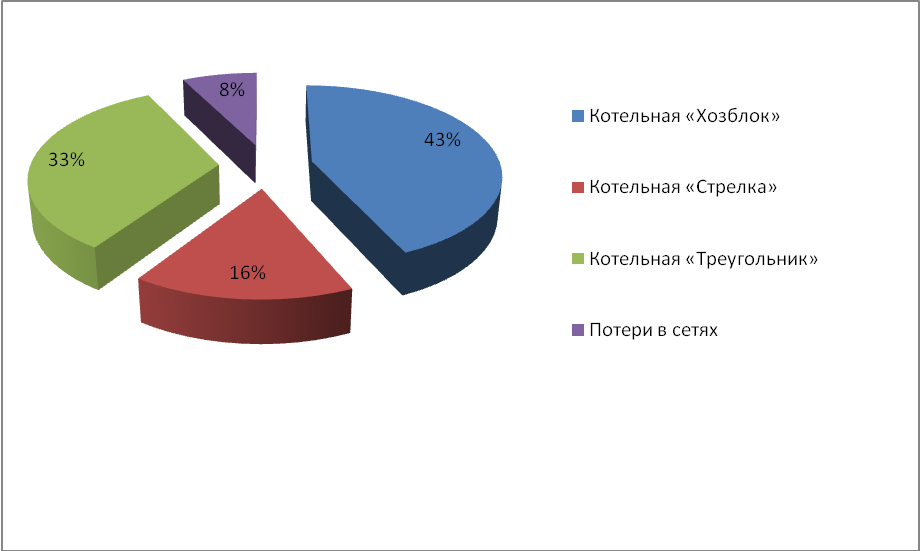 8%
43%
33%
16%
Котельная «Хозблок»
Котельная «Стрелка»
Котельная «Треугольник»
Потери в сетях